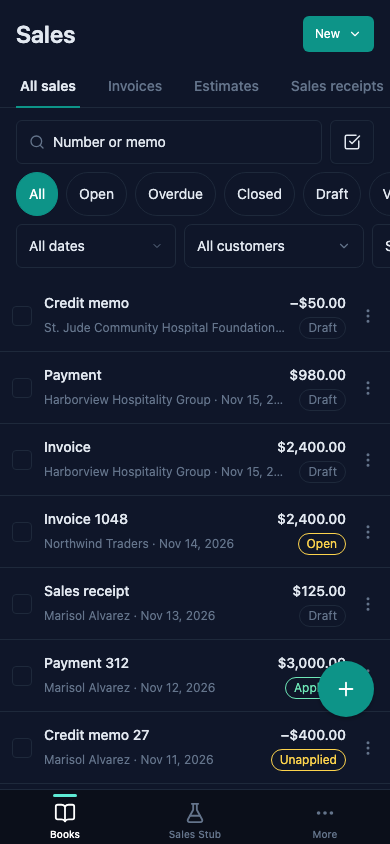 Sales
New
All sales Invoices Estimates Sales receipts
Number or memo
All Open Overdue Closed Draft
All dates All customers
Credit memo −$50.00
St. Jude Community Hospital Foundation... Draft
Payment $980.00
Harborview Hospitality Group · Nov 15, 2... Draft
Invoice $2,400.00
Harborview Hospitality Group · Nov 15, 2... Draft
Invoice 1048 $2,400.00
Northwind Traders · Nov 14, 2026 Open
Sales receipt $125.00
Marisol Alvarez · Nov 13, 2026 Draft
Payment 312 $3,000.00
Marisol Alvarez · Nov 12, 2026
Credit memo 27 −$400.00
Marisol Alvarez · Nov 11, 2026 Unapplied
Books Sales Stub More